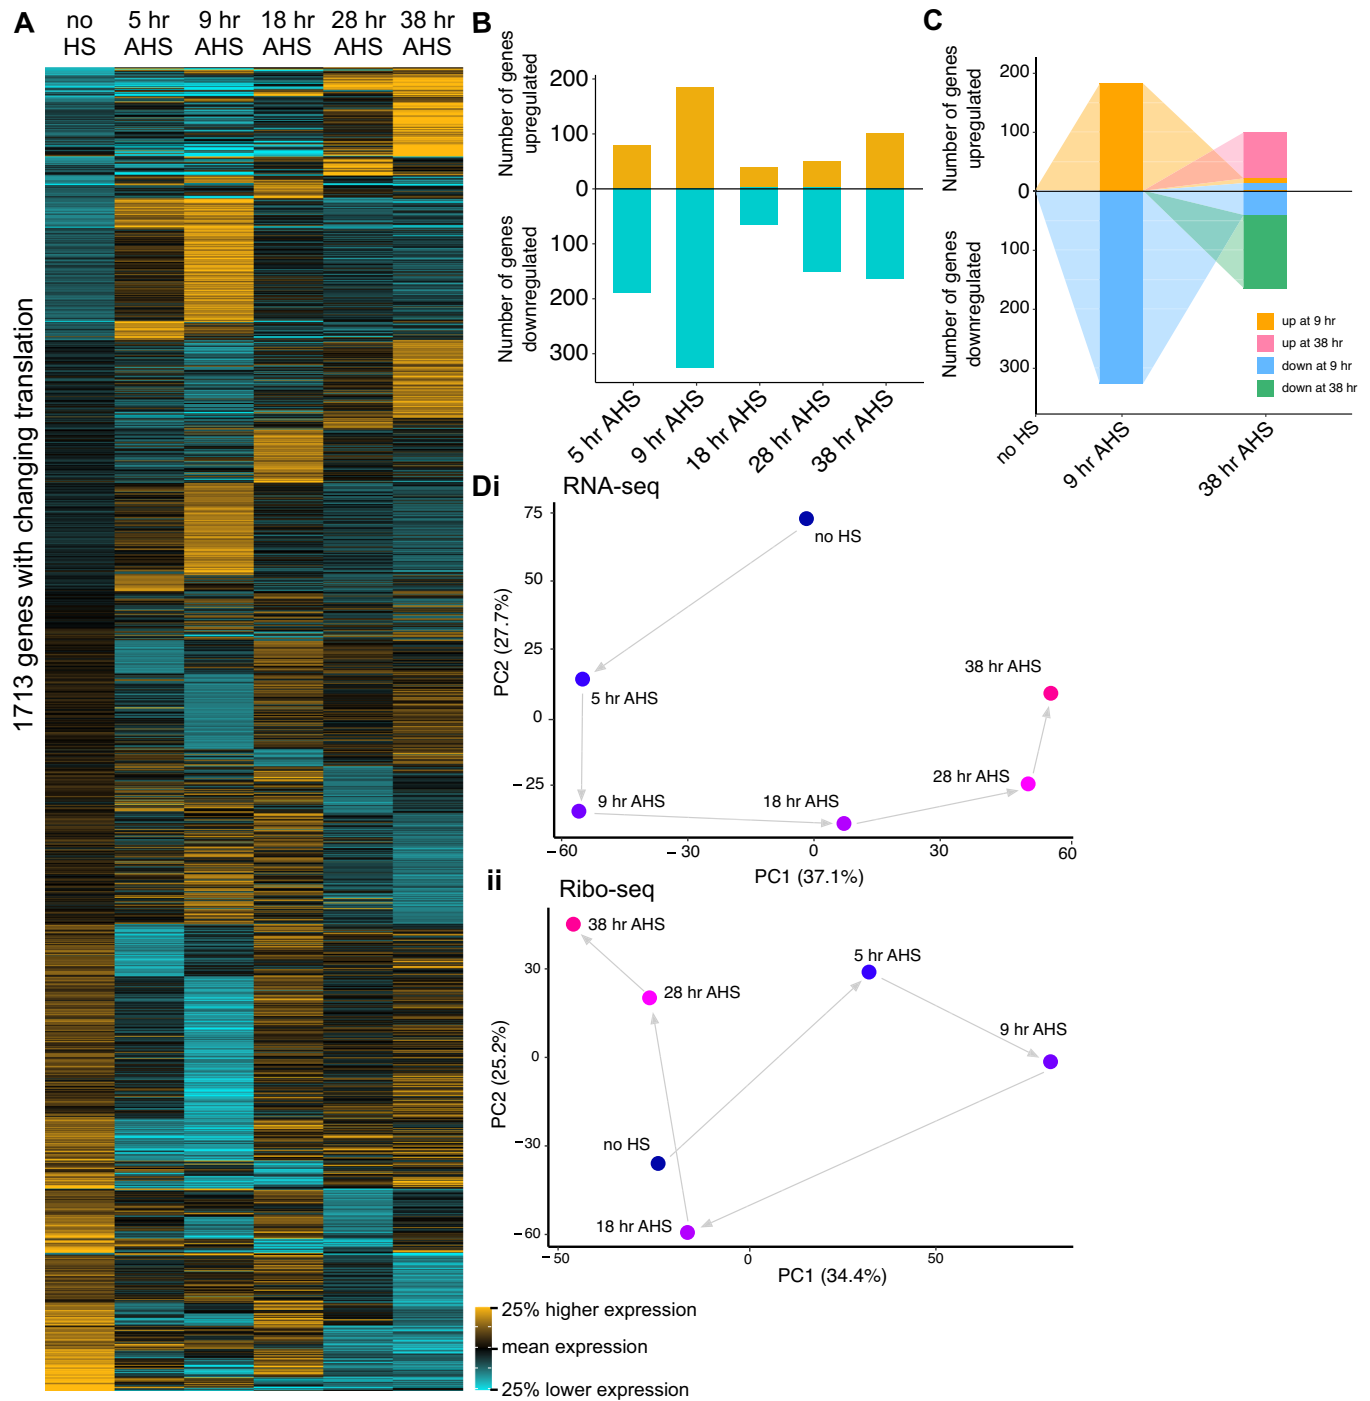 A
no
HS
5 hr
AHS
9 hr
AHS
18 hr
AHS
28 hr
AHS
38 hr
AHS
1713 genes with changing translation
25% higher expression
mean expression
25% lower expression
B
Number of genes
upregulated
Number of genes
downregulated
200
100
0
100
200
300
5 hr AHS
9 hr AHS
18 hr AHS
28 hr AHS
38 hr AHS
C
Number of genes
upregulated
Number of genes
downregulated
200
100
0
100
200
300
up at 9 hr
up at 38 hr
down at 9 hr
down at 38 hr
no HS
9 hr AHS
38 hr AHS
Di
RNA-seq
PC2 (27.7%)
75
50
25
0
−25
no HS
5 hr AHS
9 hr AHS
18 hr AHS
28 hr AHS
38 hr AHS
−60
−30
0
30
60
PC1 (37.1%)
ii
Ribo-seq
PC2 (25.2%)
30
0
−30
−60
38 hr AHS
28 hr AHS
5 hr AHS
9 hr AHS
no HS
18 hr AHS
−50
0
50
PC1 (34.4%)